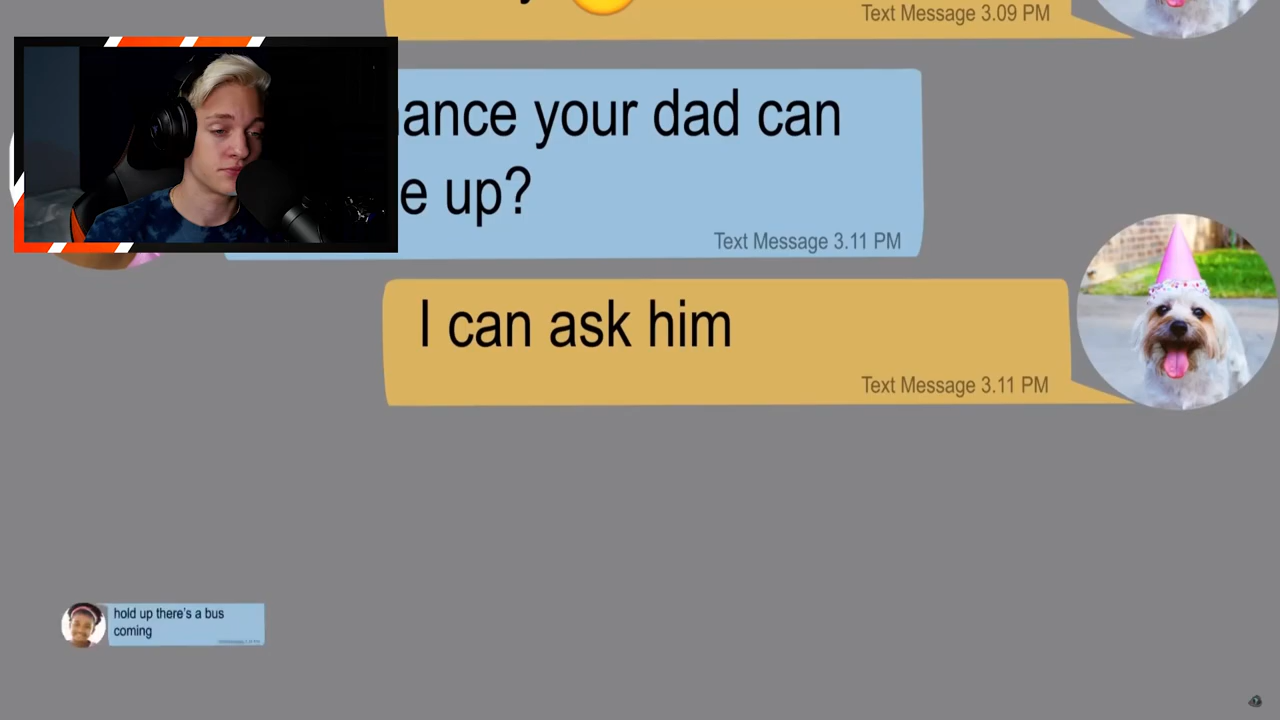 Text Message 3.09 PM
your dad can
up?
Text Message 3.11 PM
I can ask him
Text Message 3.11 PM
hold up there's a bus
coming